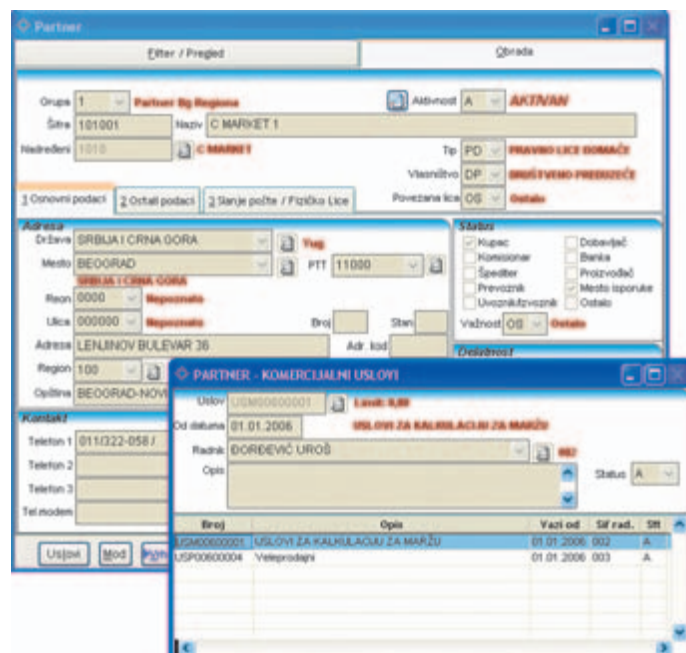 Partner
Filter / Pregled Obrada
Grupa 1 Partner Bg Regiona Aktivnost A AKTIVAN
Šifra 101001 Naziv C MARKET 1
Nadređeni 1010 C MARKET Tip PD PRAVNO LICE DOMAĆE
Vlasništvo DP DRUŠTVENO PREDUZEĆE
1 Osnovni podaci 2 Ostali podaci 3 Slanje pošte / Fizičko Lice Povezana lica OS Ostalo
Adresa Status
Država SRBIJA I CRNA GORA Yug Kupac Dobavljač
Mesto BEOGRAD PTT 11000 Komisionar Banka
SRBIJA I CRNA GORA Špediter Proizvođač
Reon 0000 Nepoznato Prevoznik Mesto isporuke
Ulica 000000 Nepoznato Broj Stan Uvoznik/Izvoznik Ostalo
Važnost OS Ostalo
Adresa LENJINOV BULEVAR 36 Adr. kod
Delatnost
Region 100
Opština BEOGRAD-NOVI
Kontakt
Telefon 1 011/322-058 /
Telefon 2
Telefon 3
Tel.modem
Uslovi Mod
PARTNER - KOMERCIJALNI USLOVI
Uslov USM00600001 Limit: 0,00
Od datuma 01.01.2006 USLOVI ZA KALKULACIJU ZA MARŽU
Radnik ĐORĐEVIĆ UROŠ 002
Opis Status A
Broj Opis Vazi od Sif rad. Stt
USM00600001 USLOVI ZA KALKULACIJU ZA MARŽU 01.01.2006 002 A
USP00600004 Veleprodajni 01.01.2006 003 A